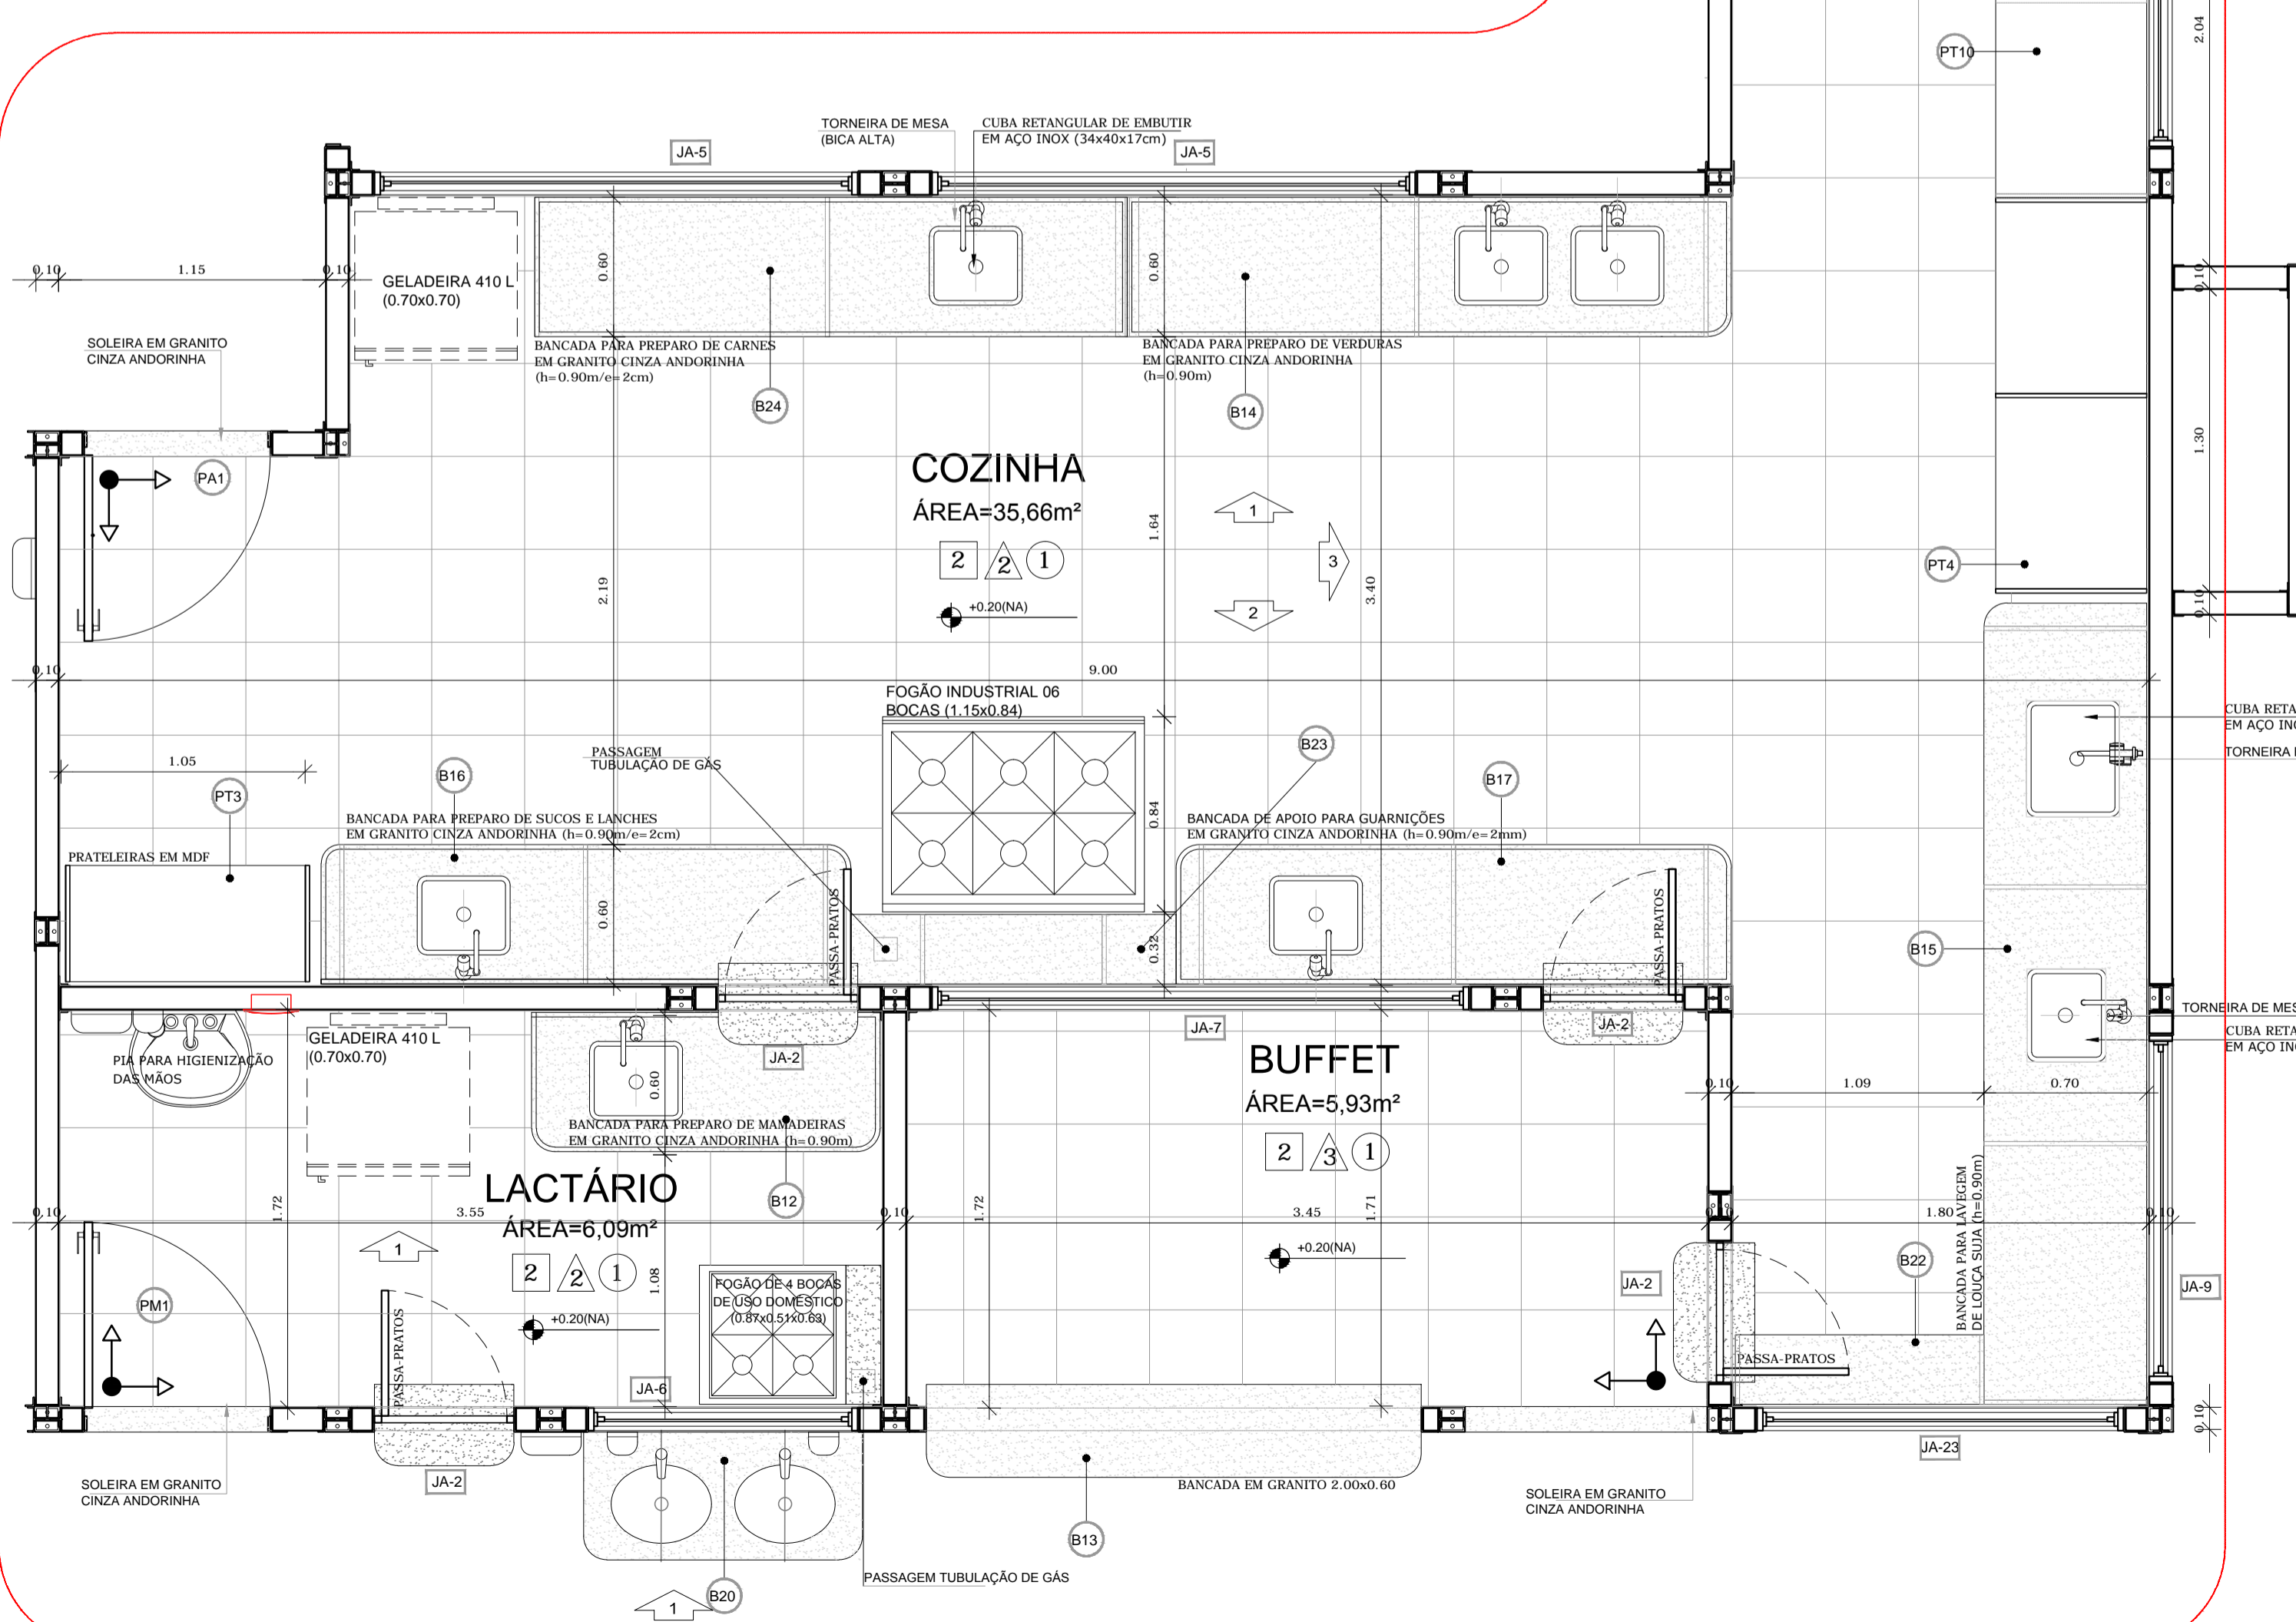 PT10
2.04
TORNEIRA DE MESA
(BICA ALTA)
CUBA RETANGULAR DE EMBUTIR
EM AÇO INOX (34x40x17cm)
JA-5
JA-5
0.10
1.15
0.10
GELADEIRA 410 L
(0.70x0.70)
0.60
0.60
0.10
SOLEIRA EM GRANITO
CINZA ANDORINHA
BANCADA PARA PREPARO DE CARNES
EM GRANITO CINZA ANDORINHA
(h=0.90m/e=2cm)
BANCADA PARA PREPARO DE VERDURAS
EM GRANITO CINZA ANDORINHA
(h=0.90m)
B24
B14
1.30
PA1
COZINHA
ÁREA=35,66m²
1
1.64
2
2
1
3
PT4
2.19
3.40
+0.20(NA)
2
0.10
0.10
9.00
FOGÃO INDUSTRIAL 06
BOCAS (1.15x0.84)
CUBA RETA
EM AÇO IN
TORNEIRA
PASSAGEM
TUBULAÇÃO DE GÁS
B23
1.05
B16
B17
PT3
0.84
BANCADA PARA PREPARO DE SUCOS E LANCHES
EM GRANITO CINZA ANDORINHA (h=0.90m/e=2cm)
BANCADA DE APOIO PARA GUARNIÇÕES
EM GRANITO CINZA ANDORINHA (h=0.90m/e=2mm)
PRATELEIRAS EM MDF
0.60
PASSA-PRATOS
0.32
PASSA-PRATOS
B15
TORNEIRA DE MES
CUBA RETA
EM AÇO IN
JA-7
JA-2
GELADEIRA 410 L
(0.70x0.70)
PIA PARA HIGIENIZAÇÃO
DAS MÃOS
JA-2
0.60
BUFFET
ÁREA=5,93m²
0.10
1.09
0.70
BANCADA PARA PREPARO DE MAMADEIRAS
EM GRANITO CINZA ANDORINHA (h=0.90m)
2
3
1
LACTÁRIO
ÁREA=6,09m²
B12
1.72
0.10
3.55
0.10
1.72
3.45
1.71
0.10
1.80
0.10
BANCADA PARA LAVEGEM
DE LOUÇA SUJA (h=0.90m)
1
2
2
1
1.08
+0.20(NA)
+0.20(NA)
B22
JA-2
JA-9
FOGÃO DE 4 BOCAS
DE USO DOMÉSTICO
(0.87x0.51x0.63)
PM1
PASSA-PRATOS
PASSA-PRATOS
JA-6
0.10
JA-23
SOLEIRA EM GRANITO
CINZA ANDORINHA
JA-2
BANCADA EM GRANITO 2.00x0.60
SOLEIRA EM GRANITO
CINZA ANDORINHA
B13
PASSAGEM TUBULAÇÃO DE GÁS
B20
1